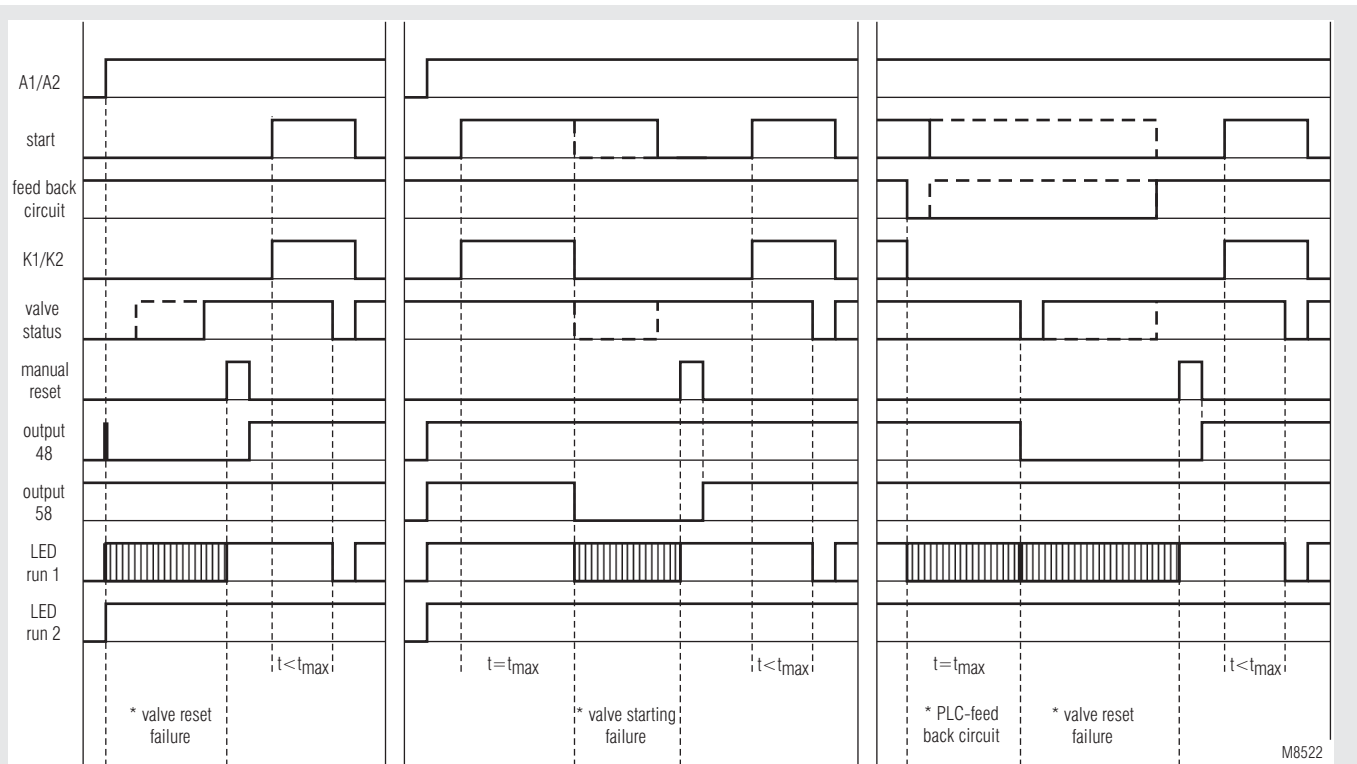 A1/A2
start
feed back
circuit
K1/K2
valve
status
manual
reset
output
48
output
58
LED
run 1
LED
run 2
t<tmax
t=tmax
t<tmax
t=tmax
t<tmax
* valve reset
failure
* valve starting
failure
* PLC-feed
back circuit
* valve reset
failure
M8522